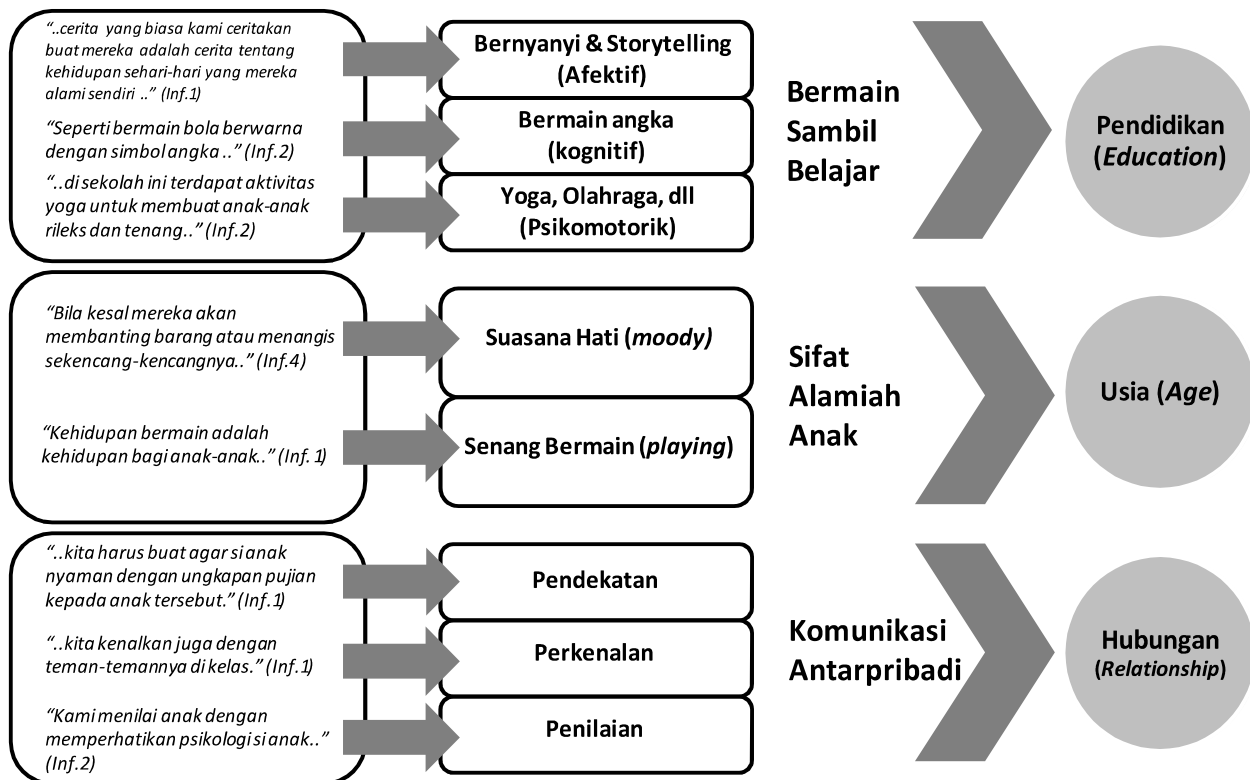 “..cerita yang biasa kami ceritakan
buat mereka adalah cerita tentang
kehidupan sehari-hari yang mereka
alami sendiri ..” (Inf.1)
“Seperti bermain bola berwarna
dengan simbol angka ..” (Inf.2)
“..di sekolah ini terdapat aktivitas
yoga untuk membuat anak-anak
rileks dan tenang..” (Inf.2)
Bernyanyi & Storytelling
(Afektif)
Bermain angka
(kognitif)
Yoga, Olahraga, dll
(Psikomotorik)
Bermain
Sambil
Belajar
Pendidikan
(Education)
“Bila kesal mereka akan
membanting barang atau menangis
sekencang-kencangnya..” (Inf.4)
“Kehidupan bermain adalah
kehidupan bagi anak-anak..” (Inf. 1)
Suasana Hati (moody)
Senang Bermain (playing)
Sifat
Alamiah
Anak
Usia (Age)
“..kita harus buat agar si anak
nyaman dengan ungkapan pujian
kepada anak tersebut.” (Inf.1)
“..kita kenalkan juga dengan
teman-temannya di kelas.” (Inf.1)
“Kami menilai anak dengan
memperhatikan psikologi si anak..”
(Inf.2)
Pendekatan
Perkenalan
Penilaian
Komunikasi
Antarpribadi
Hubungan
(Relationship)